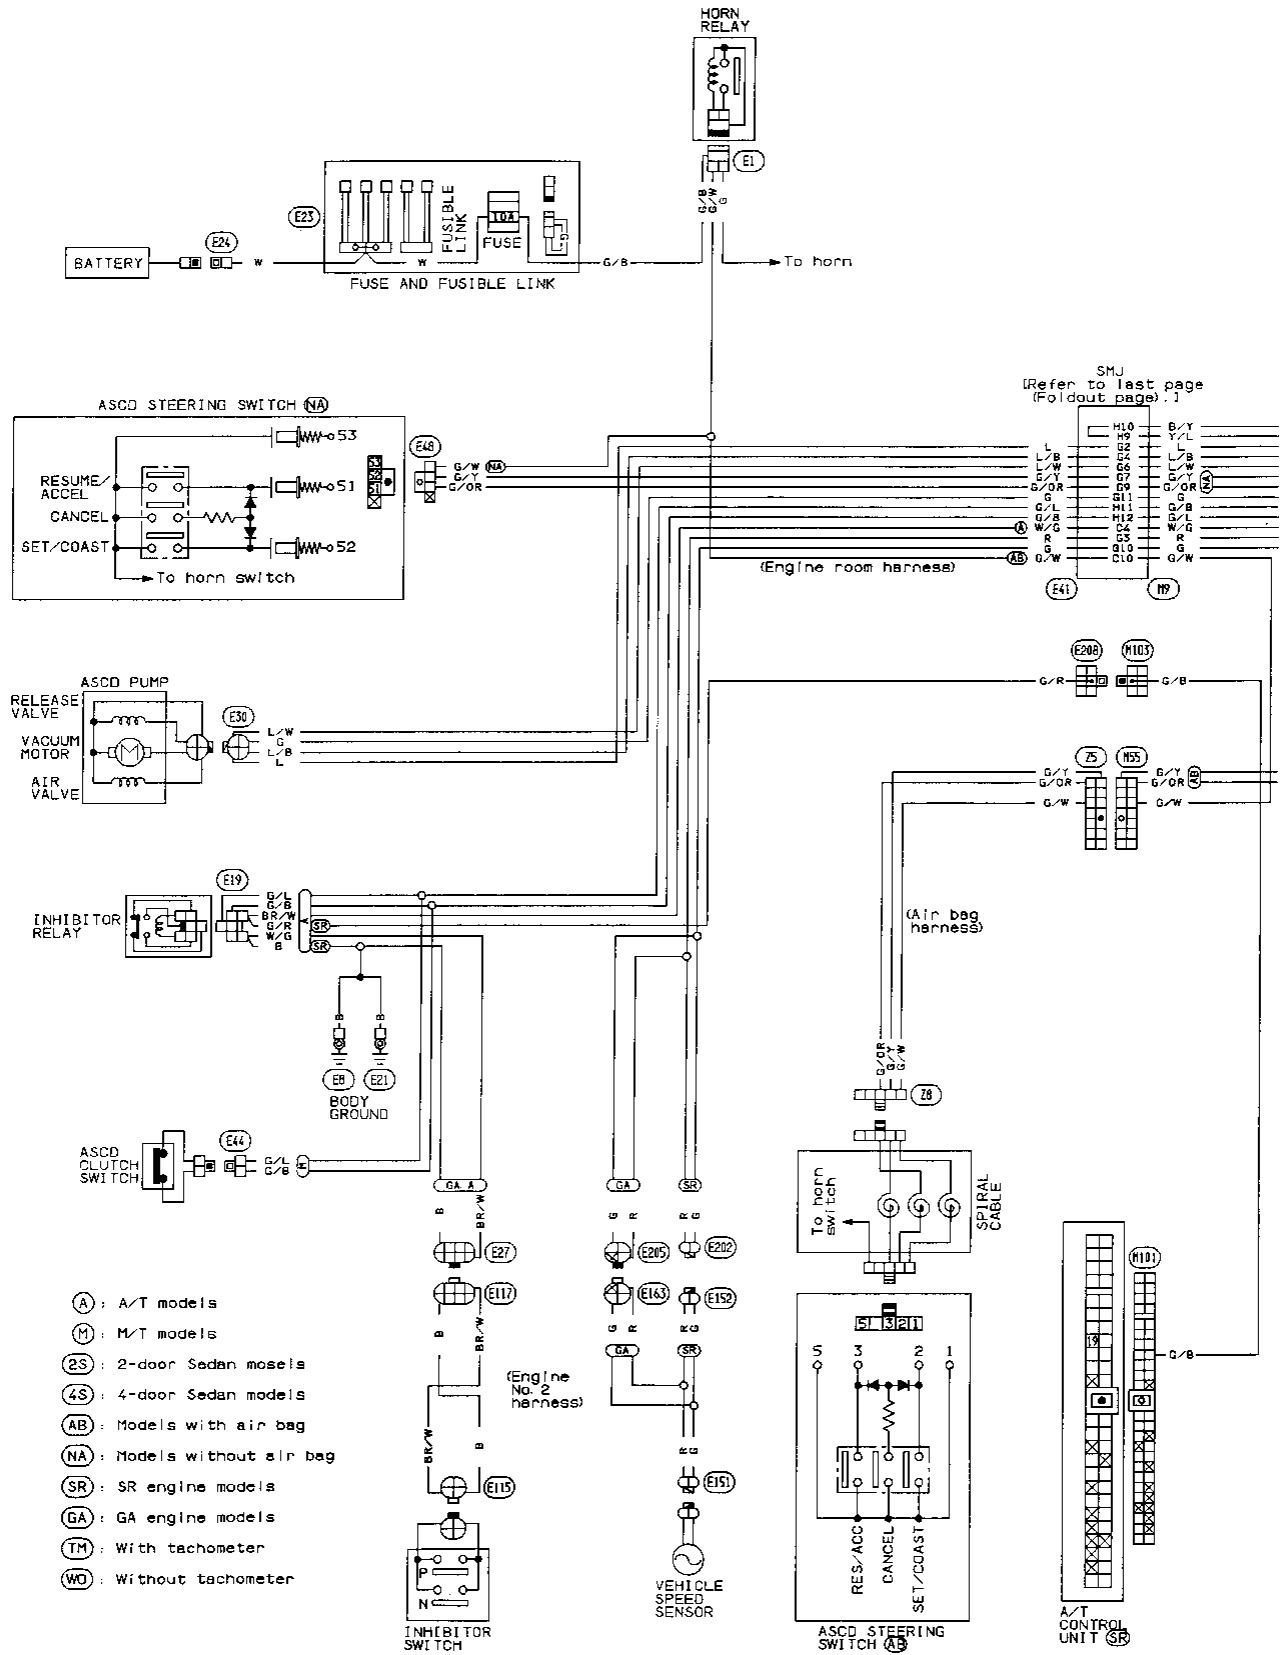 HORN
RELAY
E1
G/B
G/W
G
E23
FUSIBLE
LINK
10A
FUSE
G
E24
BATTERY
W
W
G/B
To horn
FUSE AND FUSIBLE LINK
SMJ
[Refer to last page
(Foldout page).]
ASCD STEERING SWITCH NA
53
RESUME/
ACCEL
51
CANCEL
SET/COAST
52
To horn switch
53
51
E48
G/W NA
G/Y
G/OR
H10 B/Y
H9 Y/L
L G2 L
L/B G4 L/B
L/W G6 L/W
G/Y G7 G/Y
G/OR G9 G/OR NA
G G11 G
G/L H11 G/B
G/B H12 G/L
A W/G C4 W/G
R G3 R
G G10 G
AB G/W C10 G/W
(Engine room harness)
E41
M9
E208
M103
G/R
G/B
ASCD PUMP
RELEASE
VALVE
VACUUM
MOTOR
M
AIR
VALVE
E30
L/W
G
L/B
L
Z5
M55
G/Y
G/OR
G/W
G/Y
G/OR
AB
G/W
INHIBITOR
RELAY
E19
G/L
G/B
BR/W
G/R
W/G
B
A
SR
SR
(Air bag
harness)
B
B
E8
E21
BODY
GROUND
G/OR
G/Y
G/W
Z8
ASCD
CLUTCH
SWITCH
E44
G/L
G/B
M
GA. A
GA
SR
B
BR/W
G
R
R
G
To horn
switch
SPIRAL
CABLE
E27
E205
E202
E117
E163
E152
B
BR/W
G
R
R
G
GA
SR
M101
19
G/B
A : A/T models
M : M/T models
2S : 2-door Sedan mosels
4S : 4-door Sedan models
AB : Models with air bag
NA : Models without air bag
SR : SR engine models
GA : GA engine models
TM : With tachometer
WO : Without tachometer
(Engine
No. 2
harness)
BR/W
B
R
G
E115
E151
P
N
INHIBITOR
SWITCH
VEHICLE
SPEED
SENSOR
5 3 2 1
5 3 2 1
RES/ACC
CANCEL
SET/COAST
ASCD STEERING
SWITCH AB
A/T
CONTROL
UNIT SR